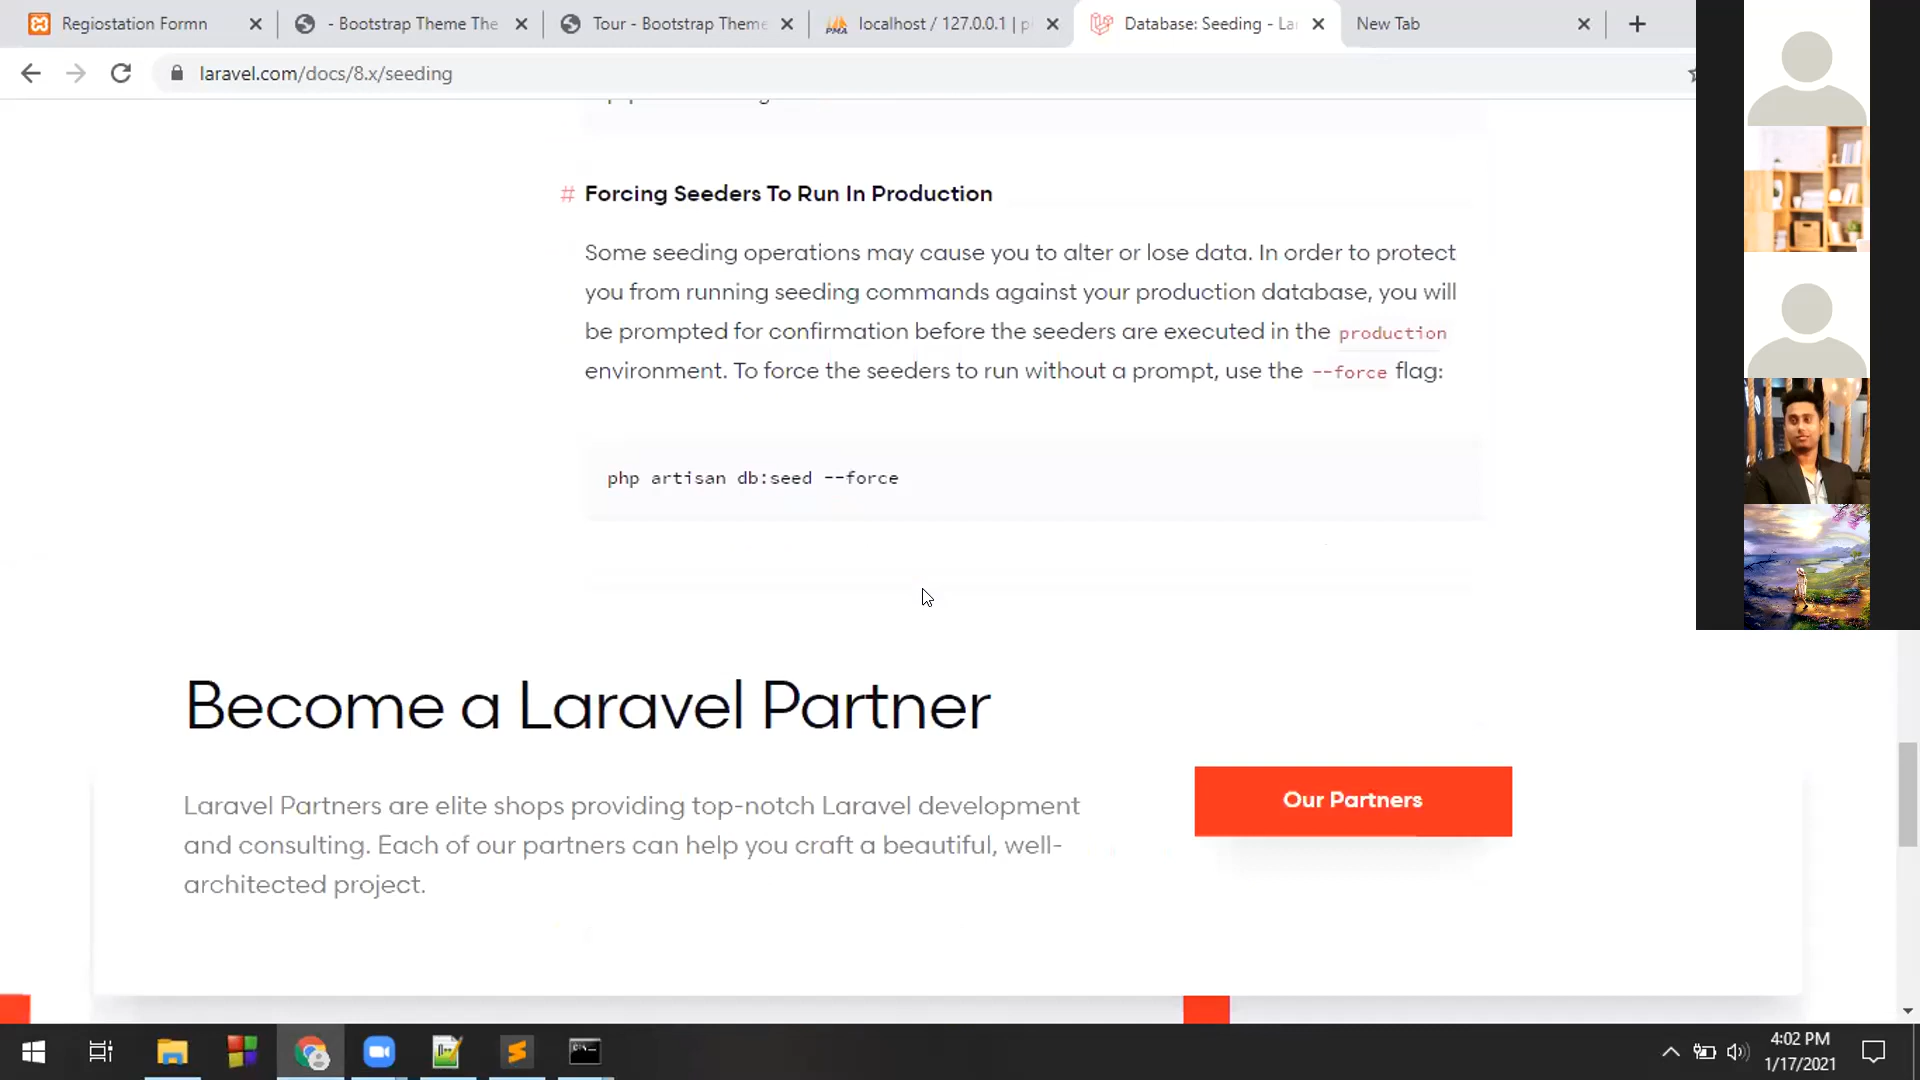 Regiostation Formn
- Bootstrap Theme The
Tour - Bootstrap Theme
PMA
localhost / 127.0.0.1 | p
Database: Seeding - La
New Tab
laravel.com/docs/8.x/seeding
# Forcing Seeders To Run In Production
Some seeding operations may cause you to alter or lose data. In order to protect
you from running seeding commands against your production database, you will
be prompted for confirmation before the seeders are executed in the production
environment. To force the seeders to run without a prompt, use the --force flag:
php artisan db:seed --force
Become a Laravel Partner
Laravel Partners are elite shops providing top-notch Laravel development
and consulting. Each of our partners can help you craft a beautiful, well-
architected project.
Our Partners
4:02 PM
1/17/2021